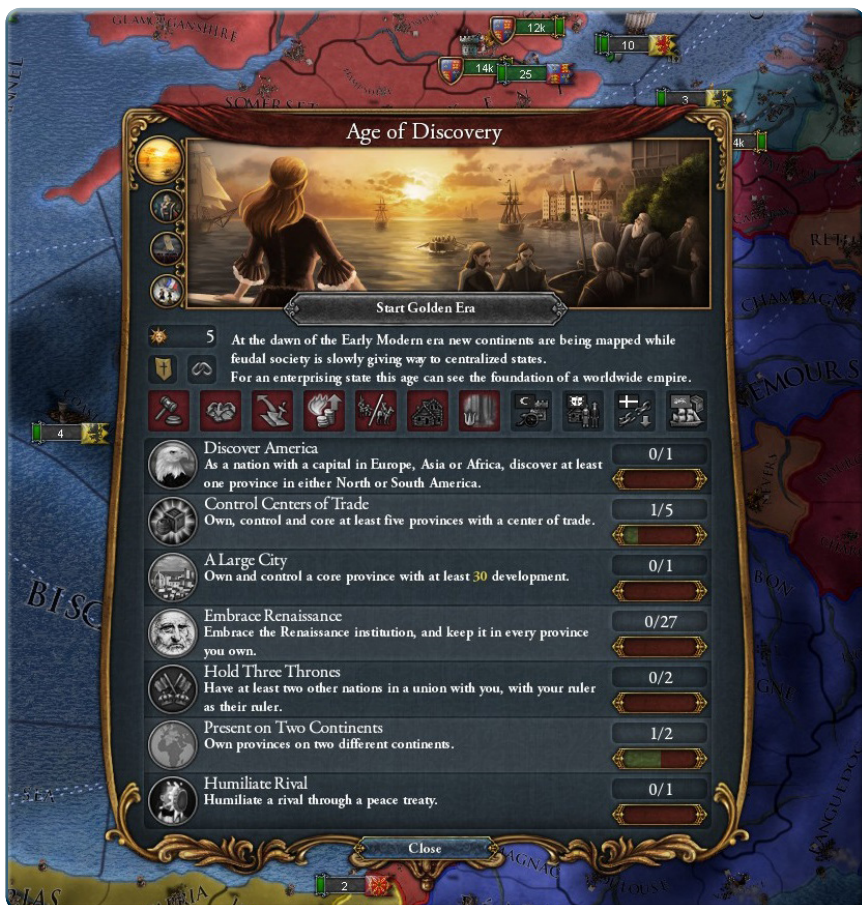 GLAMORGANSHIRE
12k
10
14k
25
SOMERSET
3
4k
Age of Discovery
Start Golden Era
5
At the dawn of the Early Modern era new continents are being mapped while
feudal society is slowly giving way to centralized states.
For an enterprising state this age can see the foundation of a worldwide empire.
CHAMPAGN
EMOUR S
4
Discover America
As a nation with a capital in Europe, Asia or Africa, discover at least
one province in either North or South America.
0/1
Control Centers of Trade
Own, control and core at least five provinces with a center of trade.
1/5
NEVERS
A Large City
Own and control a core province with at least 30 development.
0/1
BISC
BON
Embrace Renaissance
Embrace the Renaissance institution, and keep it in every province
you own.
0/27
Hold Three Thrones
Have at least two other nations in a union with you, with your ruler
as their ruler.
0/2
Present on Two Continents
Own provinces on two different continents.
1/2
Humiliate Rival
Humiliate a rival through a peace treaty.
0/1
SEA
Close
AGNAC
2